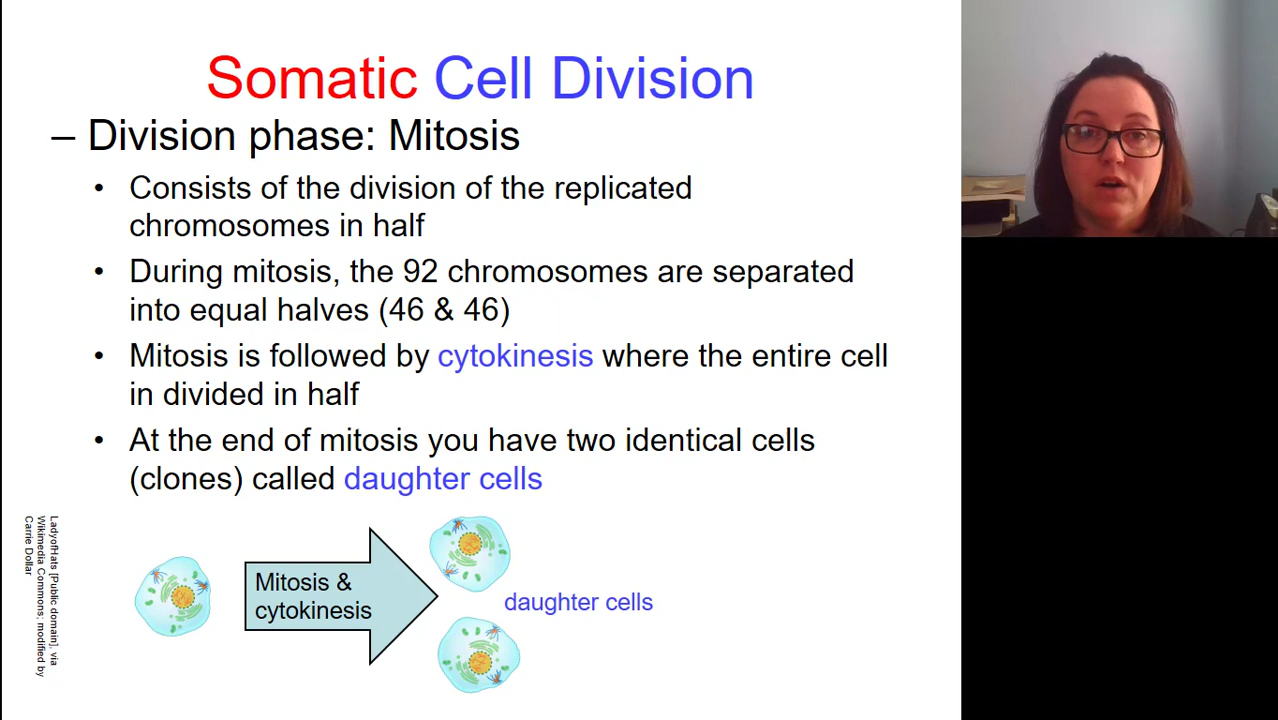 Somatic Cell Division
– Division phase: Mitosis
• Consists of the division of the replicated
chromosomes in half
• During mitosis, the 92 chromosomes are separated
into equal halves (46 & 46)
• Mitosis is followed by cytokinesis where the entire cell
in divided in half
• At the end of mitosis you have two identical cells
(clones) called daughter cells
LadyofHats [Public domain], via
Wikimedia Commons; modified by
Carrie Dollar
Mitosis &
cytokinesis
daughter cells